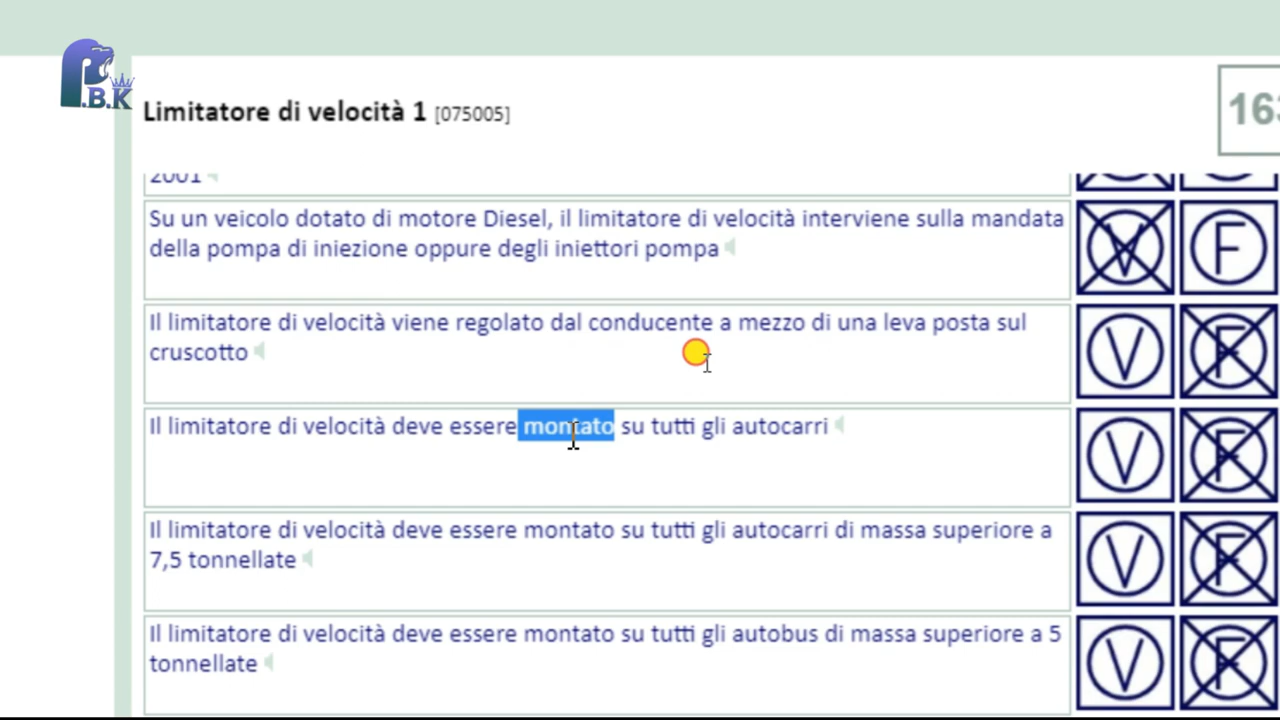 P.B.K
Limitatore di velocità 1 [075005]
163
2001
Su un veicolo dotato di motore Diesel, il limitatore di velocità interviene sulla mandata
della pompa di iniezione oppure degli iniettori pompa
V F
Il limitatore di velocità viene regolato dal conducente a mezzo di una leva posta sul
cruscotto
V F
Il limitatore di velocità deve essere montato su tutti gli autocarri
V F
Il limitatore di velocità deve essere montato su tutti gli autocarri di massa superiore a
7,5 tonnellate
V F
Il limitatore di velocità deve essere montato su tutti gli autobus di massa superiore a 5
tonnellate
V F